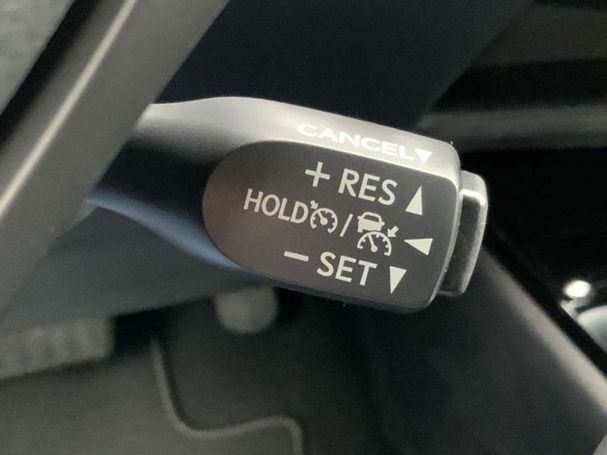 CANCEL
+ RES
HOLD /
- SET